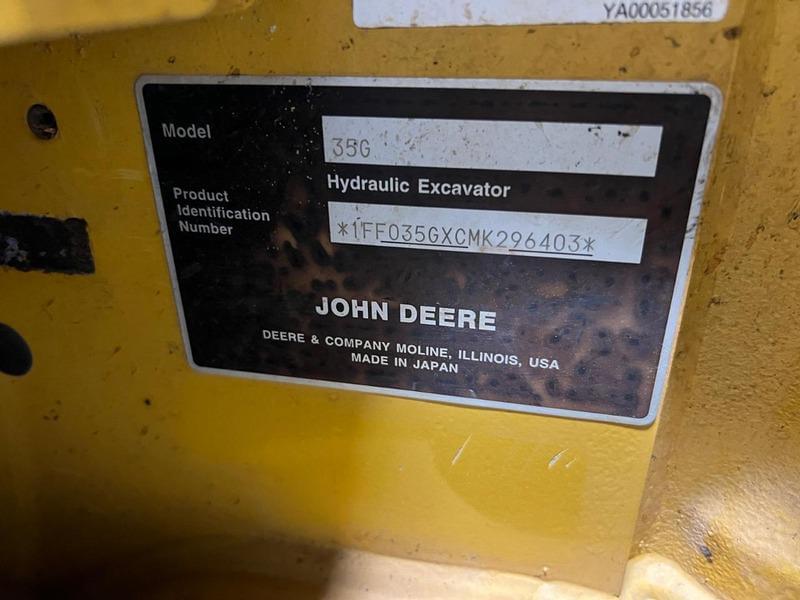 YA00051856
Model
35G
Hydraulic Excavator
Product
Identification
Number
*1FF035GXCMK296403*
JOHN DEERE
DEERE & COMPANY MOLINE, ILLINOIS, USA
MADE IN JAPAN